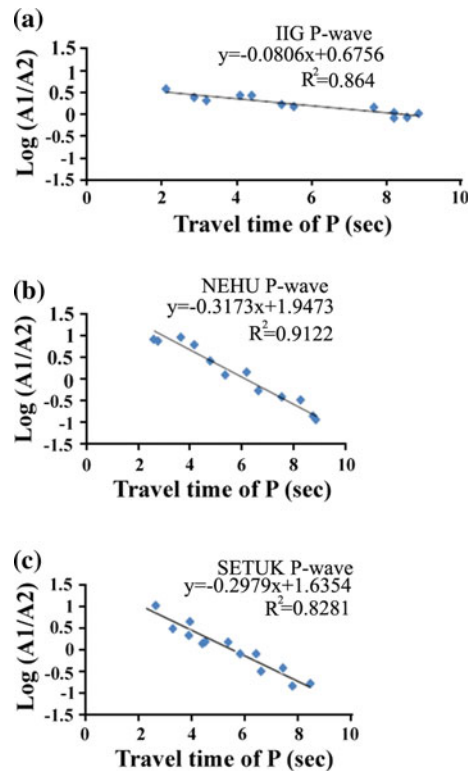 (a)
IIG P-wave
y=-0.0806x+0.6756
R²=0.864
Log (A1/A2)
1.5
1
0.5
0
-0.5
-1
-1.5
0 2 4 6 8 10
Travel time of P (sec)
(b)
NEHU P-wave
y=-0.3173x+1.9473
R²=0.9122
Log (A1/A2)
1.5
1
0.5
0
-0.5
-1
-1.5
0 2 4 6 8 10
Travel time of P (sec)
(c)
SETUK P-wave
y=-0.2979x+1.6354
R²=0.8281
Log (A1/A2)
1.5
1
0.5
0
-0.5
-1
-1.5
0 2 4 6 8 10
Travel time of P (sec)